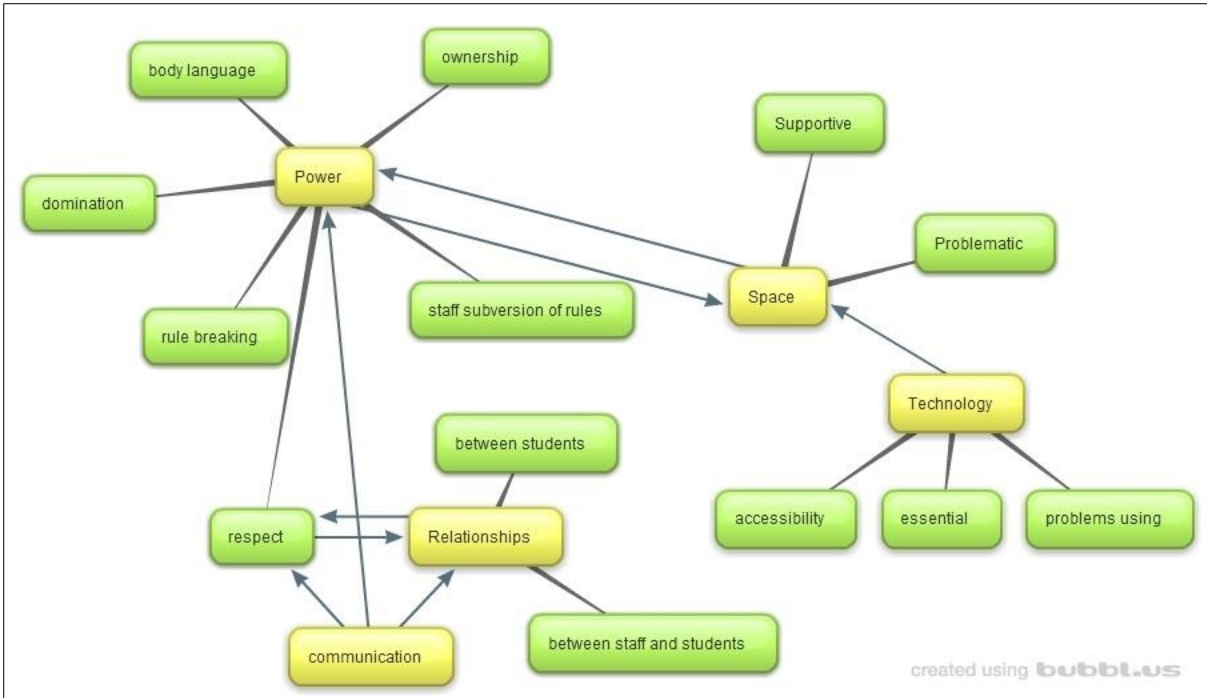 body language
ownership
Supportive
Power
domination
Problematic
Space
staff subversion of rules
rule breaking
Technology
between students
accessibility
essential
problems using
respect
Relationships
between staff and students
communication
created using bubbl.us